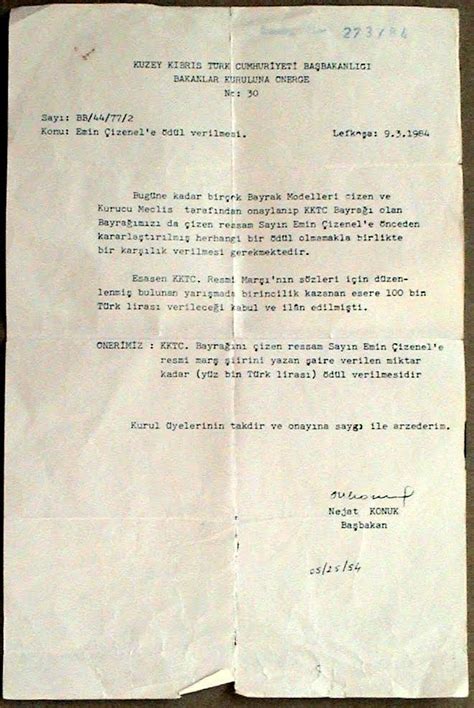 273/84
KUZEY KIBRIS TÜRK CUMHURİYETİ BAŞBAKANLIGI
BAKANLAR KURULUNA ÖNERGE
No: 30
Sayı: BB/44/77/2
Konu: Emin Çizenel'e ödül verilmesi.
Lefkoşa: 9.3.1984
Bugüne kadar birçok Bayrak Modelleri çizen ve
Kurucu Meclis tarafından onaylanıp KKTC Bayrağı olan
Bayrağımızı da çizen ressam Sayın Emin Çizenel'e önceden
kararlaştırılmış herhangi bir ödül olmamakla birlikte
bir karşılık verilmesi gerekmektedir.
Esasen KKTC. Resmi Marşı'nın sözleri için düzen-
lenmiş bulunan yarışmada birincilik kazanan esere 100 bin
Türk lirası verileceği kabul ve ilân edilmişti.
ÖNERİMİZ : KKTC. Bayrağını çizen ressam Sayın Emin Çizenel'e
resmi marş şiirini yazan şaire verilen miktar
kadar (yüz bin Türk lirası) ödül verilmesidir
Kurul üyelerinin takdir ve onayına saygı ile arzederim.
Nejat KONUK
Başbakan
05/25/54